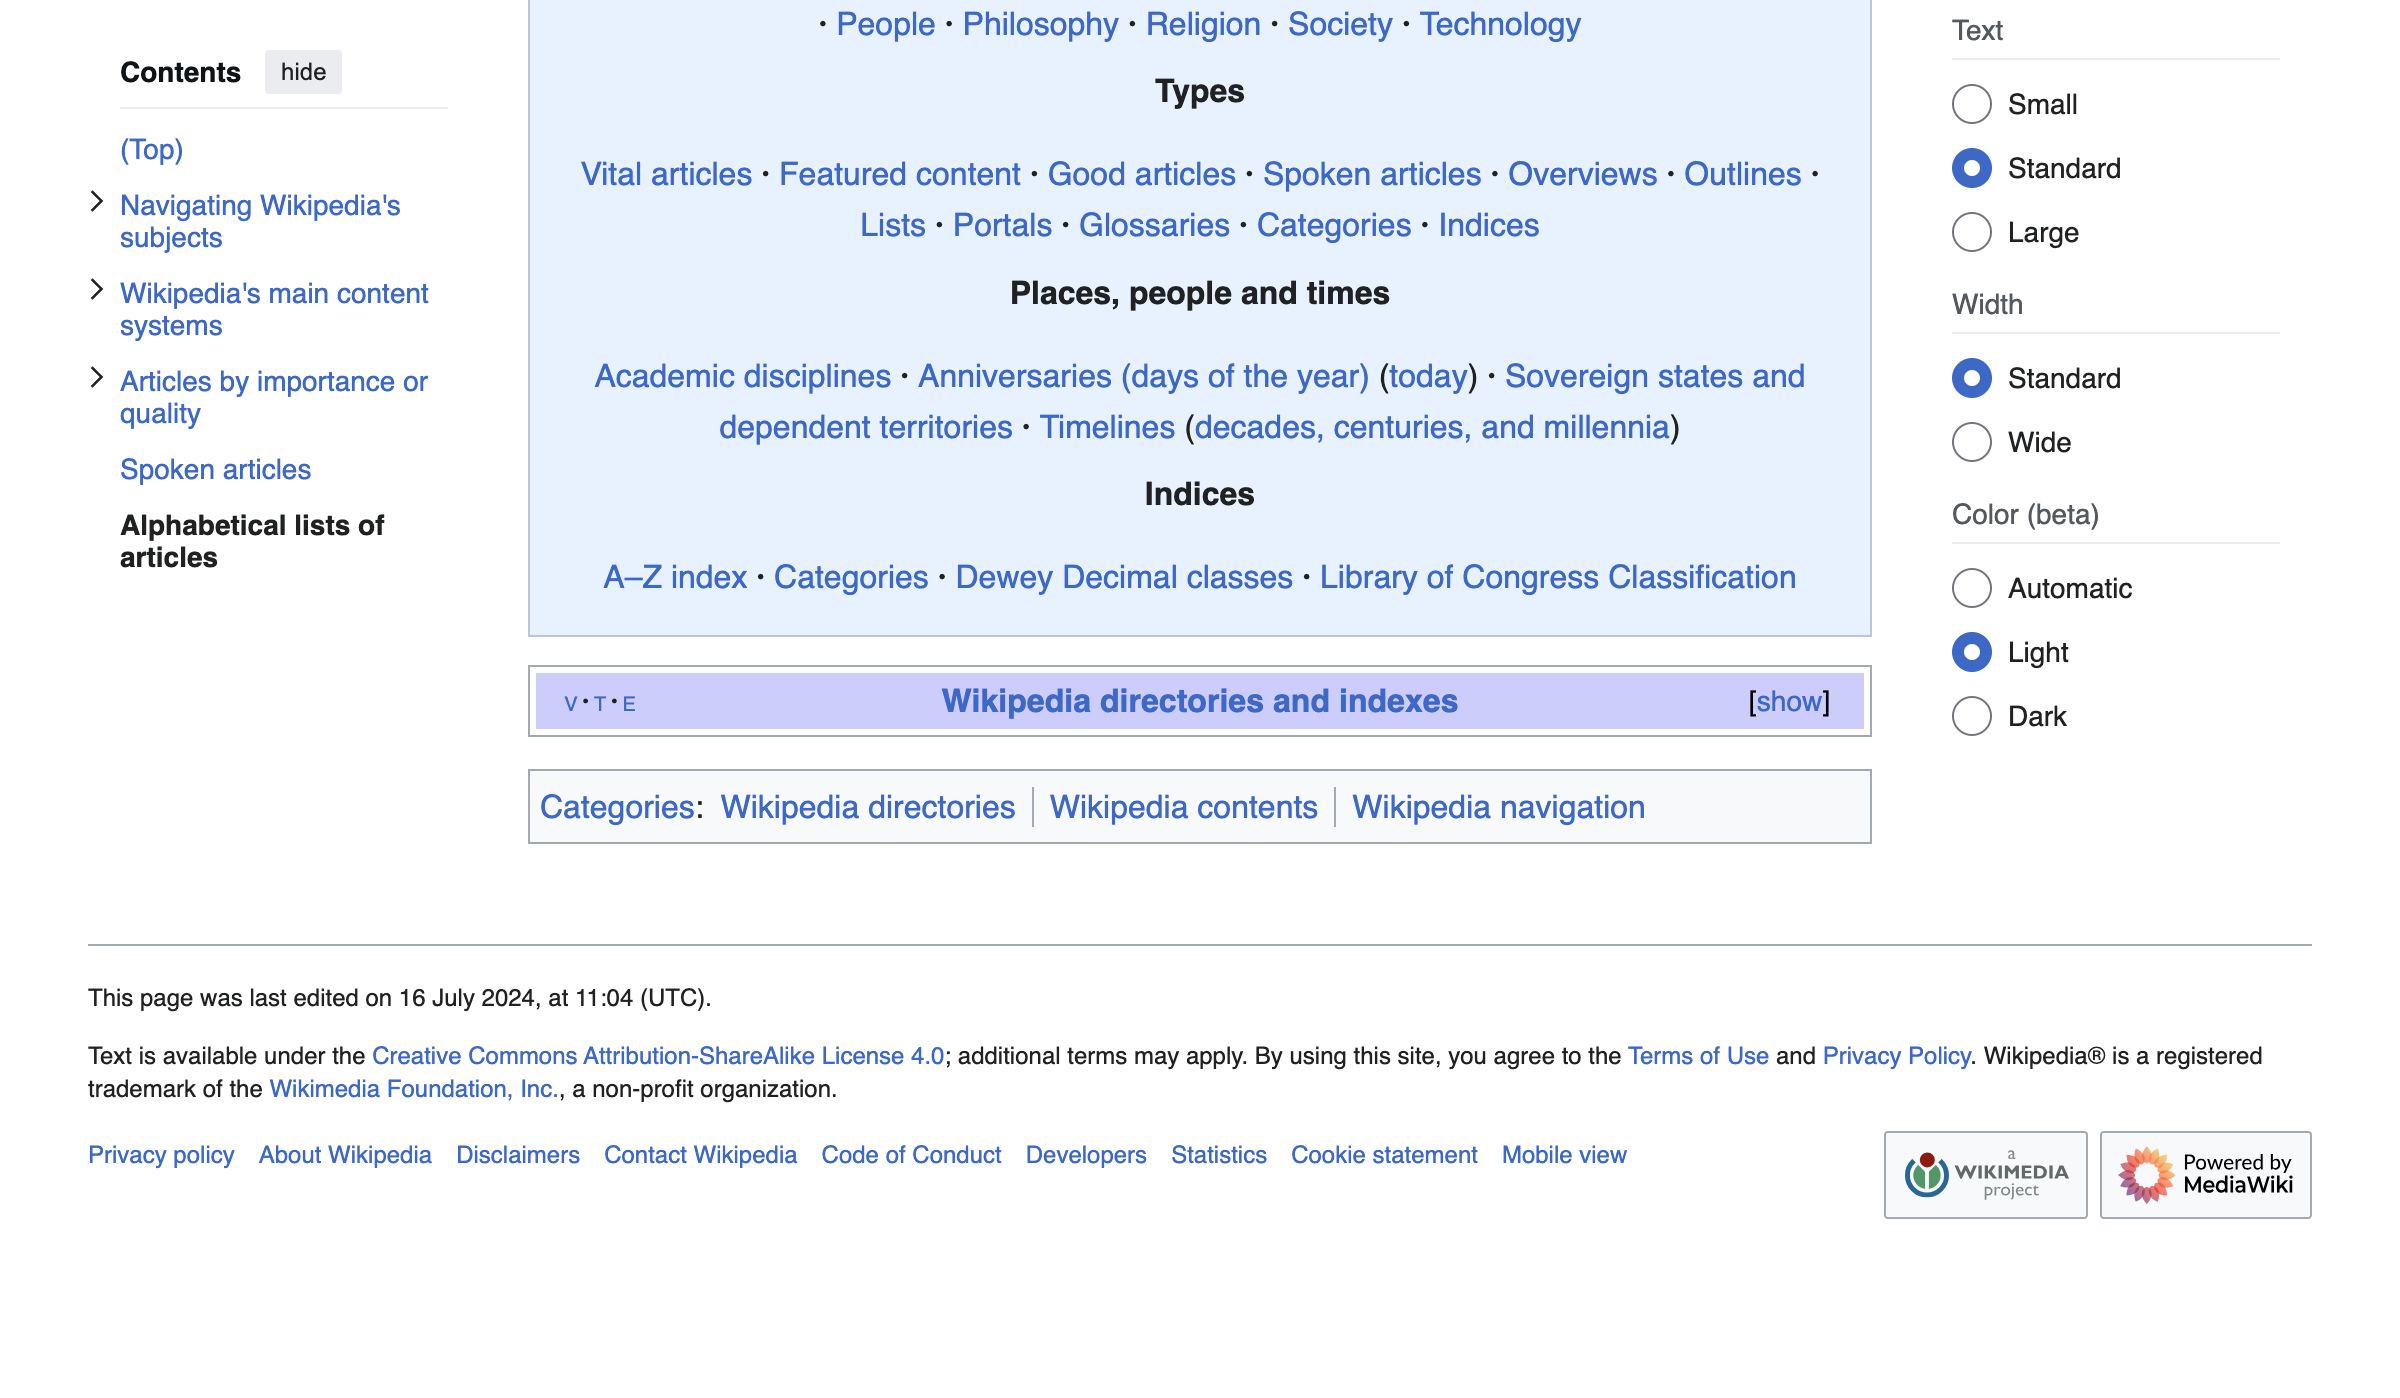 Contents hide
(Top)
Navigating Wikipedia's
subjects
Wikipedia's main content
systems
Articles by importance or
quality
Spoken articles
Alphabetical lists of
articles
· People · Philosophy · Religion · Society · Technology
Types
Vital articles · Featured content · Good articles · Spoken articles · Overviews · Outlines ·
Lists · Portals · Glossaries · Categories · Indices
Places, people and times
Academic disciplines · Anniversaries (days of the year) (today) · Sovereign states and
dependent territories · Timelines (decades, centuries, and millennia)
Indices
A–Z index · Categories · Dewey Decimal classes · Library of Congress Classification
V · T · E Wikipedia directories and indexes [show]
Categories: Wikipedia directories | Wikipedia contents | Wikipedia navigation
Text
Small
Standard
Large
Width
Standard
Wide
Color (beta)
Automatic
Light
Dark
This page was last edited on 16 July 2024, at 11:04 (UTC).
Text is available under the Creative Commons Attribution-ShareAlike License 4.0; additional terms may apply. By using this site, you agree to the Terms of Use and Privacy Policy. Wikipedia® is a registered
trademark of the Wikimedia Foundation, Inc., a non-profit organization.
Privacy policy About Wikipedia Disclaimers Contact Wikipedia Code of Conduct Developers Statistics Cookie statement Mobile view
a
WIKIMEDIA
project
Powered by
MediaWiki